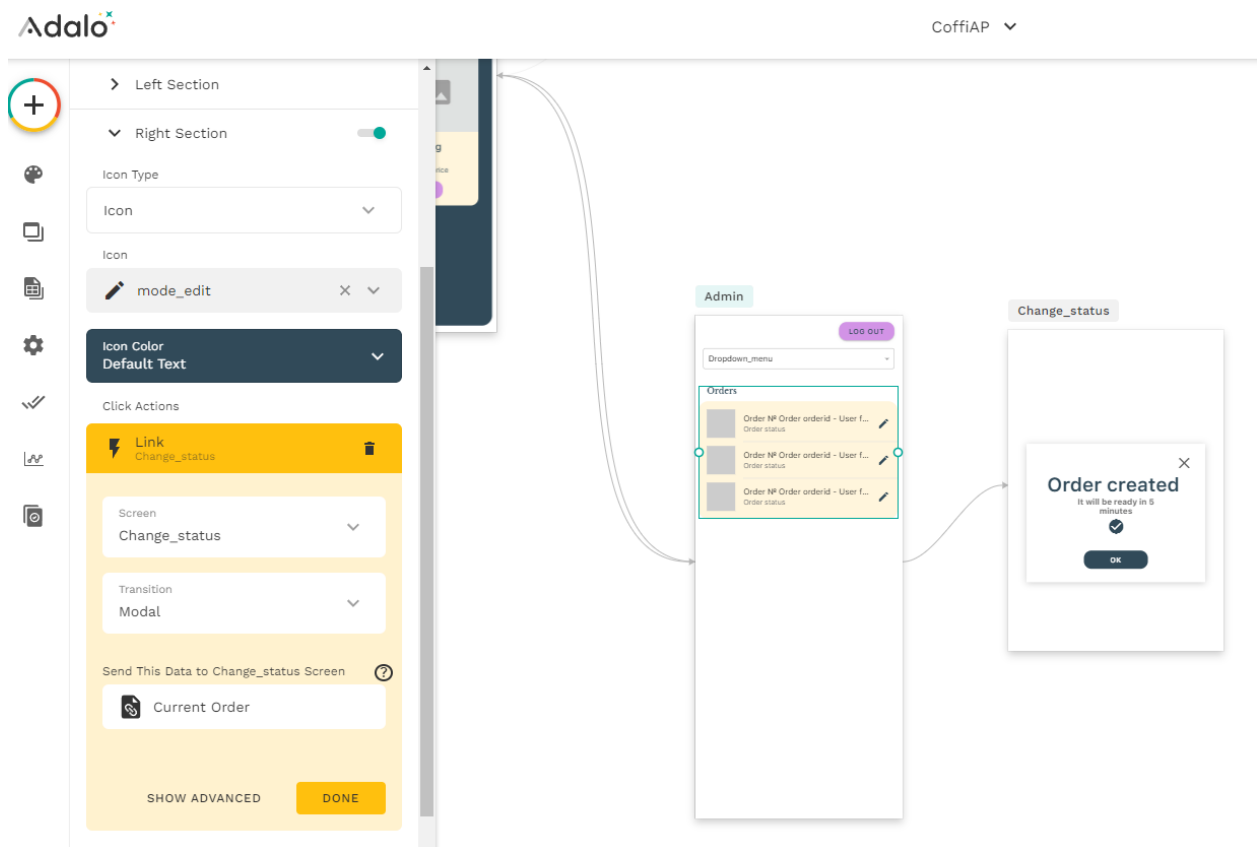 Adalo
CoffiAP
Left Section
Right Section
Icon Type
Icon
Icon
mode_edit
Icon Color
Default Text
Click Actions
Link
Change_status
Screen
Change_status
Transition
Modal
Send This Data to Change_status Screen
Current Order
SHOW ADVANCED
DONE
g
rice
Admin
LOG OUT
Dropdown_menu
Orders
Order № Order orderid - User f...
Order status
Order № Order orderid - User f...
Order status
Order № Order orderid - User f...
Order status
Change_status
Order created
It will be ready in 5
minutes
OK